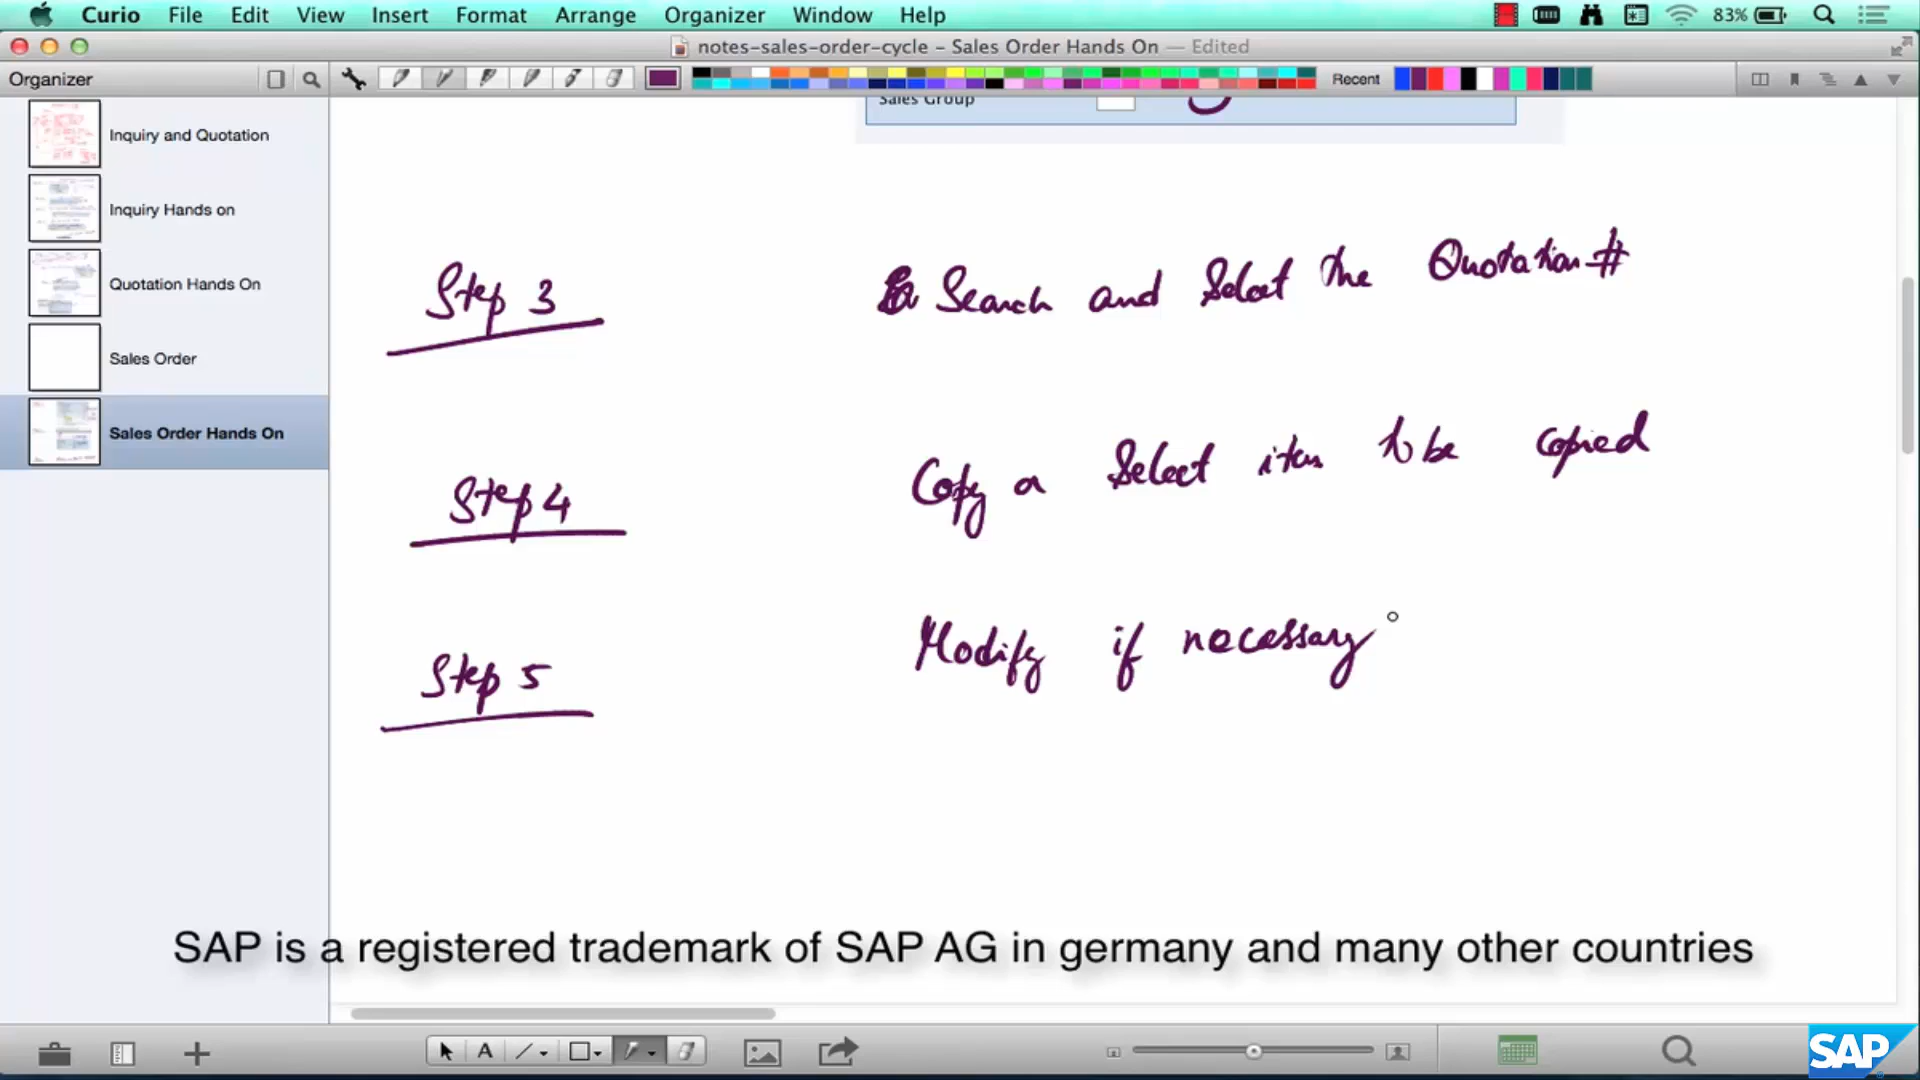 Curio File Edit View Insert Format Arrange Organizer Window Help 83%
notes-sales-order-cycle – Sales Order Hands On — Edited
Organizer Recent
Sales Group
Inquiry and Quotation
Inquiry Hands on
Quotation Hands On
Sales Order
Sales Order Hands On
Step 3 Search and Select the Quotation #
Step 4 Copy or Select item to be copied
Step 5 Modify if necessary
SAP is a registered trademark of SAP AG in germany and many other countries
A
SAP